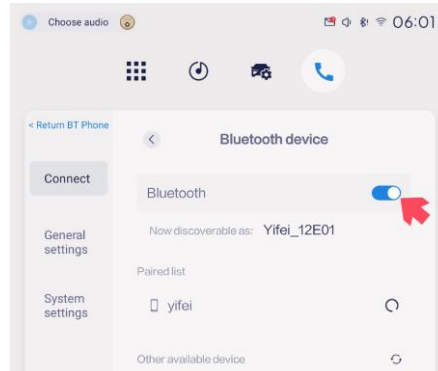 Choose audio
06:01
< Return BT Phone
Bluetooth device
Connect
Bluetooth
Now discoverable as: Yifei_12E01
General
settings
Paired list
System
settings
yifei
Other available device